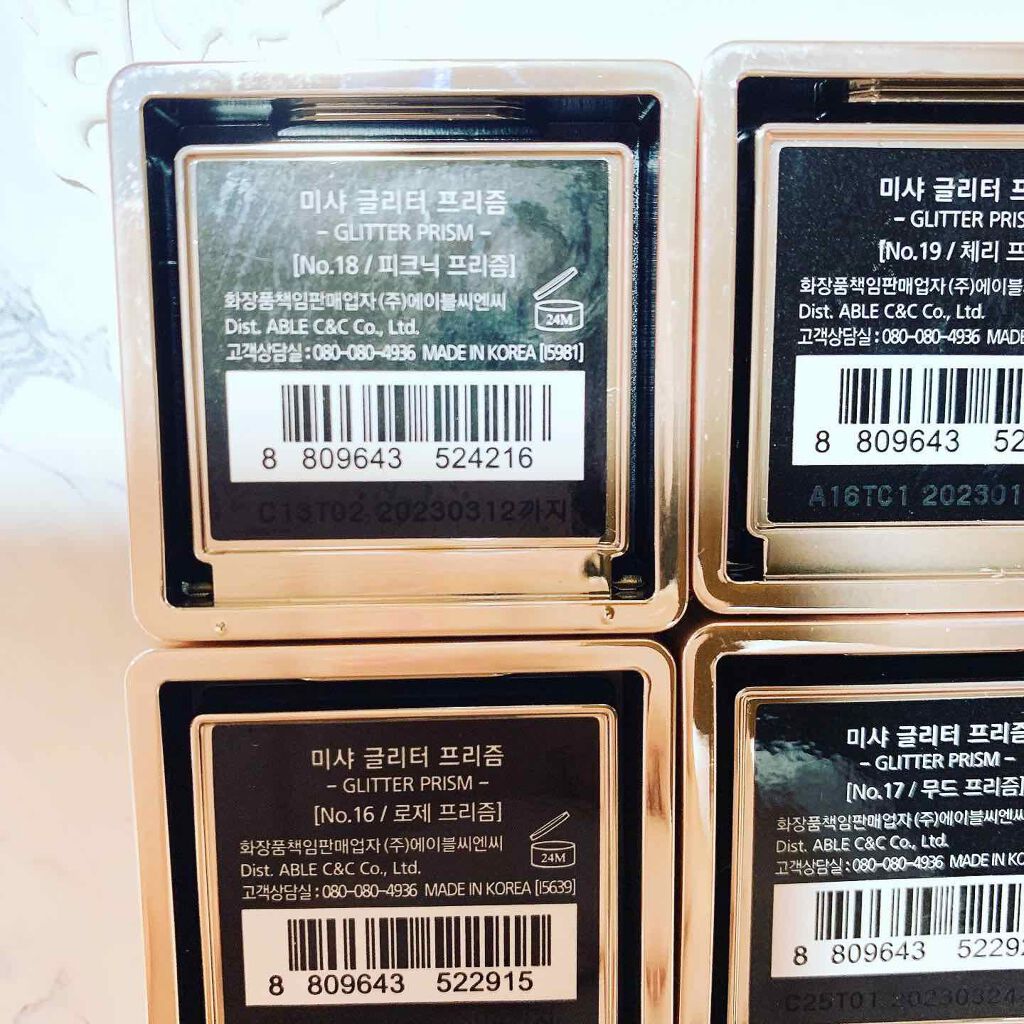 미샤 글리터 프리즘
- GLITTER PRISM -
[No.18 / 피크닉 프리즘]
화장품책임판매업자 (주)에이블씨엔씨
Dist. ABLE C&C Co., Ltd.
24M
고객상담실 : 080-080-4936 MADE IN KOREA [15981]
8 809643 524216
C13T02 20230312까지
미샤 글리터
GLITTER
[No.19 / 체리
화장품책임판매업자 (주)에이블
Dist. ABLE C&C Co., Ltd.
고객상담실 : 080-080-4936
8 809643 52
A16TC1 202301
미샤 글리터 프리즘
- GLITTER PRISM -
[No.16 / 로제 프리즘]
화장품책임판매업자 (주)에이블씨엔씨
Dist. ABLE C&C Co., Ltd.
24M
고객상담실 : 080-080-4936 MADE IN KOREA [15639]
8 809643 522915
미샤 글리터 프리즘
- GLITTER PRISM -
[No.17 / 무드 프리즘]
화장품책임판매업자 (주)에이블씨엔씨
Dist. ABLE C&C Co., Ltd.
고객상담실 : 080-080-4936 MADE IN
8 809643 5229
C25T01 20230324